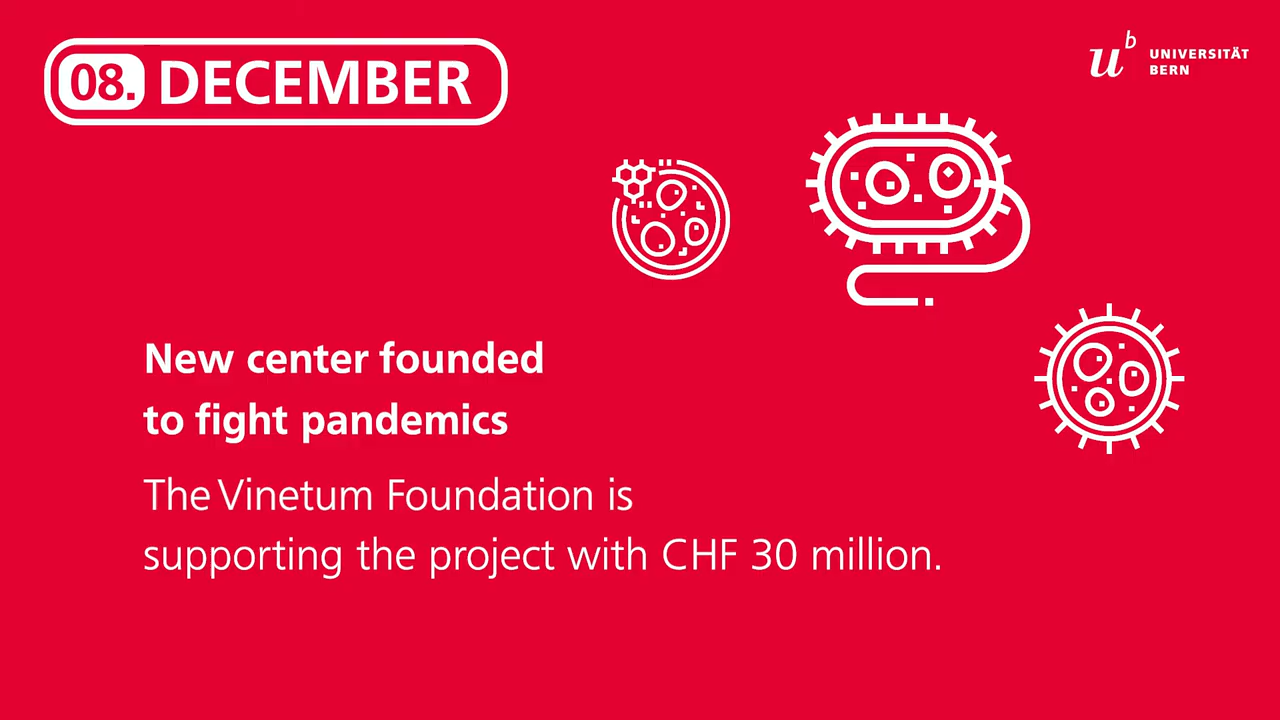 08. DECEMBER
u b UNIVERSITÄT
BERN
New center founded
to fight pandemics
The Vinetum Foundation is
supporting the project with CHF 30 million.